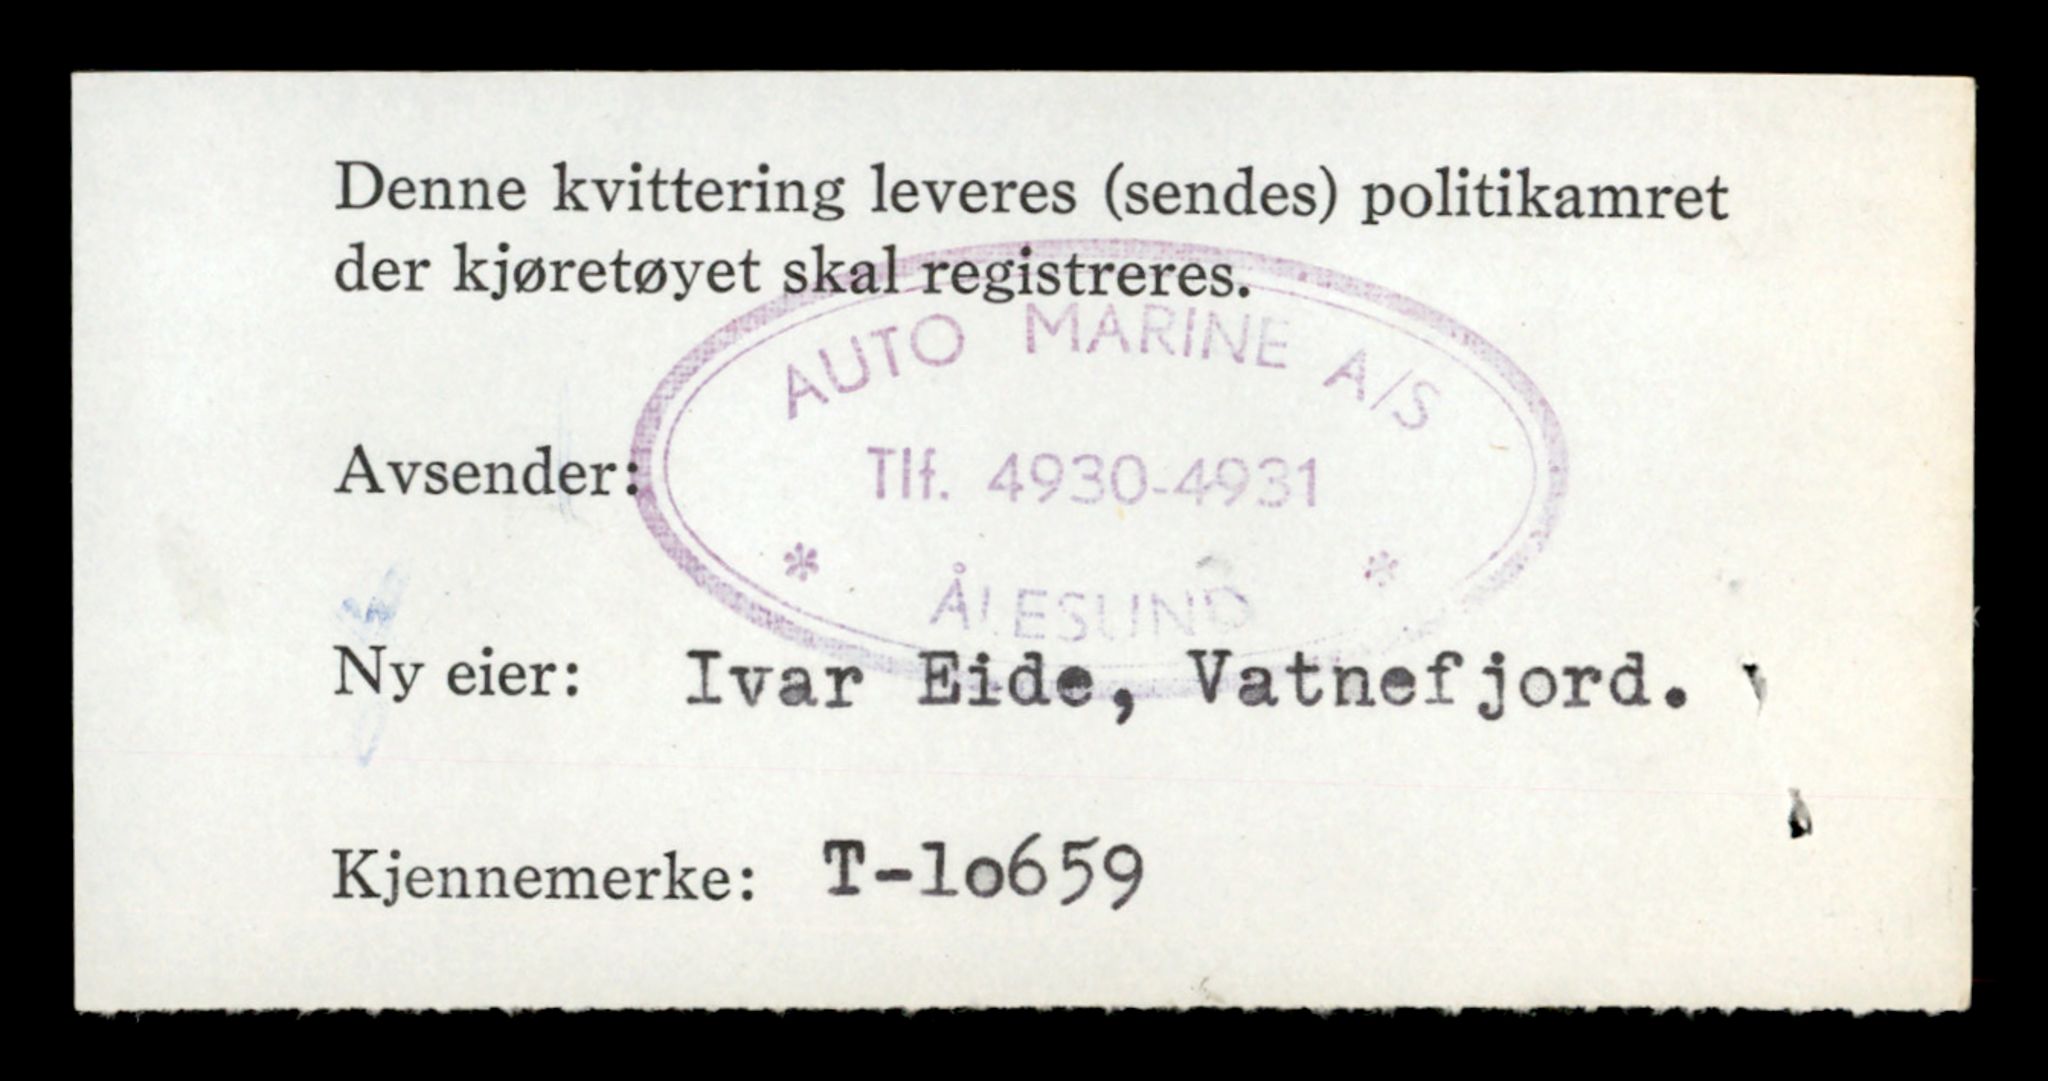 Denne kvittering leveres (sendes) politikamret
der kjøretøyet skal registreres.
AUTO MARINE A/S
Avsender:
Tlf. 4930-4931
* ÅLESUND *
Ny eier: Ivar Eide, Vatnefjord.
Kjennemerke: T-10659